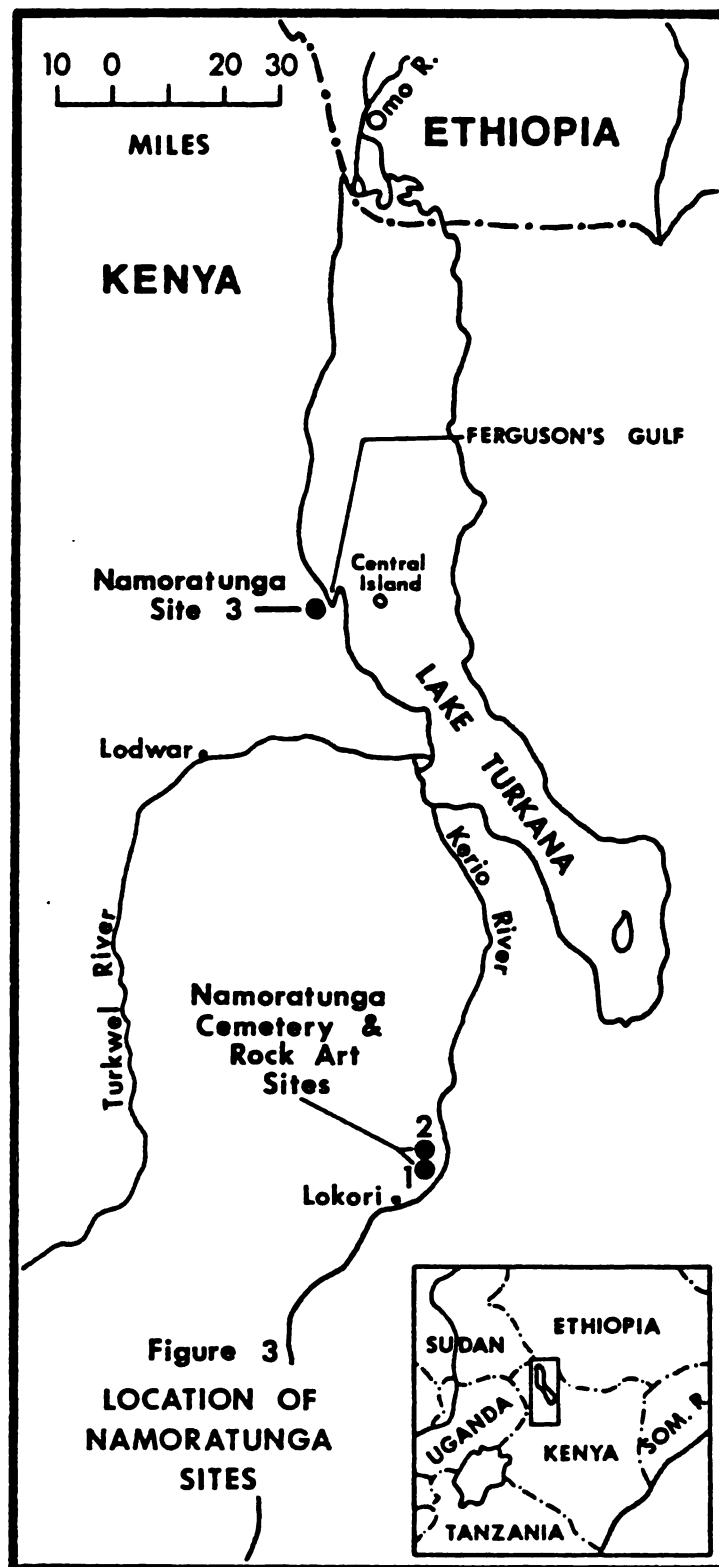 10 0 20 30
MILES
Omo R.
ETHIOPIA
KENYA
FERGUSON'S GULF
Central
Island
Namoratunga
Site 3
LAKE TURKANA
Lodwar
Kerio River
Turkwel River
Namoratunga
Cemetery &
Rock Art
Sites
2
1
Lokori
Figure 3
LOCATION OF
NAMORATUNGA
SITES
SUDAN
ETHIOPIA
UGANDA
KENYA
SOM. R.
TANZANIA